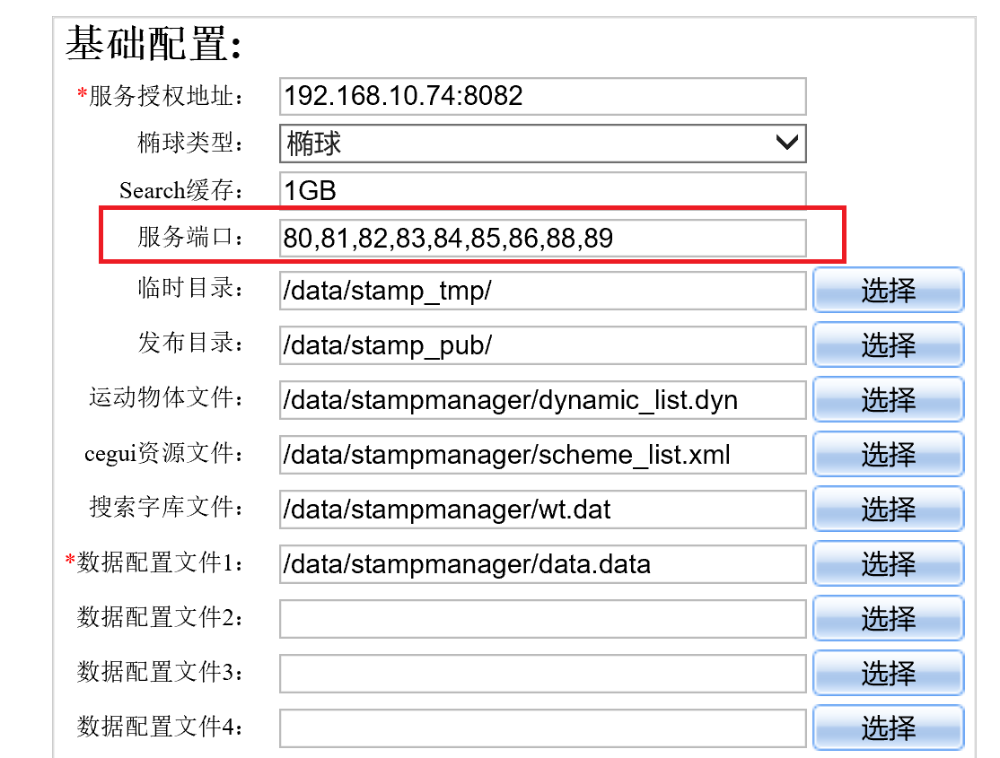 基础配置:
*服务授权地址: 192.168.10.74:8082
椭球类型: 椭球
Search缓存: 1GB
服务端口: 80,81,82,83,84,85,86,88,89
临时目录: /data/stamp_tmp/ 选择
发布目录: /data/stamp_pub/ 选择
运动物体文件: /data/stampmanager/dynamic_list.dyn 选择
cegui资源文件: /data/stampmanager/scheme_list.xml 选择
搜索字库文件: /data/stampmanager/wt.dat 选择
*数据配置文件1: /data/stampmanager/data.data 选择
数据配置文件2: 选择
数据配置文件3: 选择
数据配置文件4: 选择